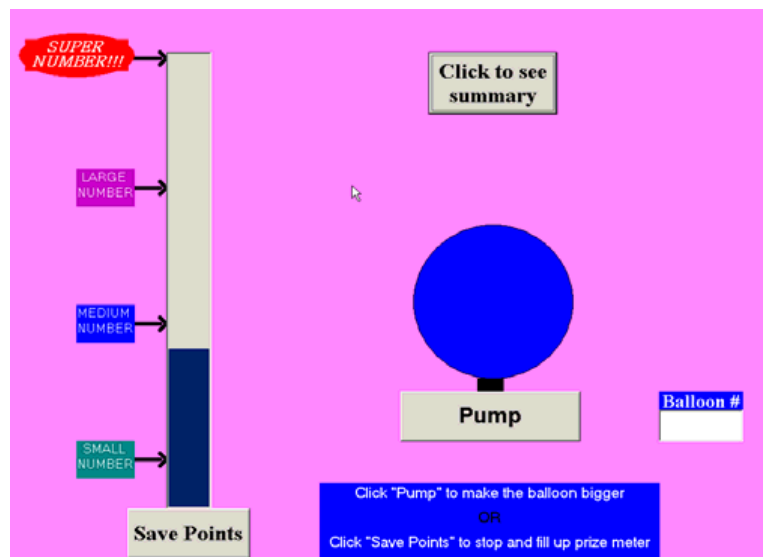 SUPER
NUMBER!!!
Click to see
summary
LARGE
NUMBER
MEDIUM
NUMBER
Pump
Balloon #
SMALL
NUMBER
Click "Pump" to make the balloon bigger
OR
Click "Save Points" to stop and fill up prize meter
Save Points